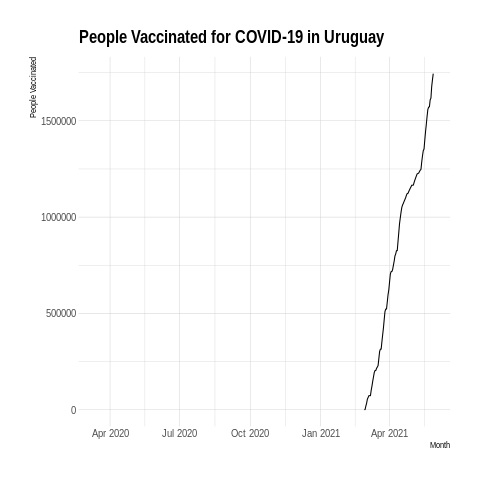 People Vaccinated for COVID-19 in Uruguay
People Vaccinated
1500000
1000000
500000
0
Apr 2020 Jul 2020 Oct 2020 Jan 2021 Apr 2021
Month